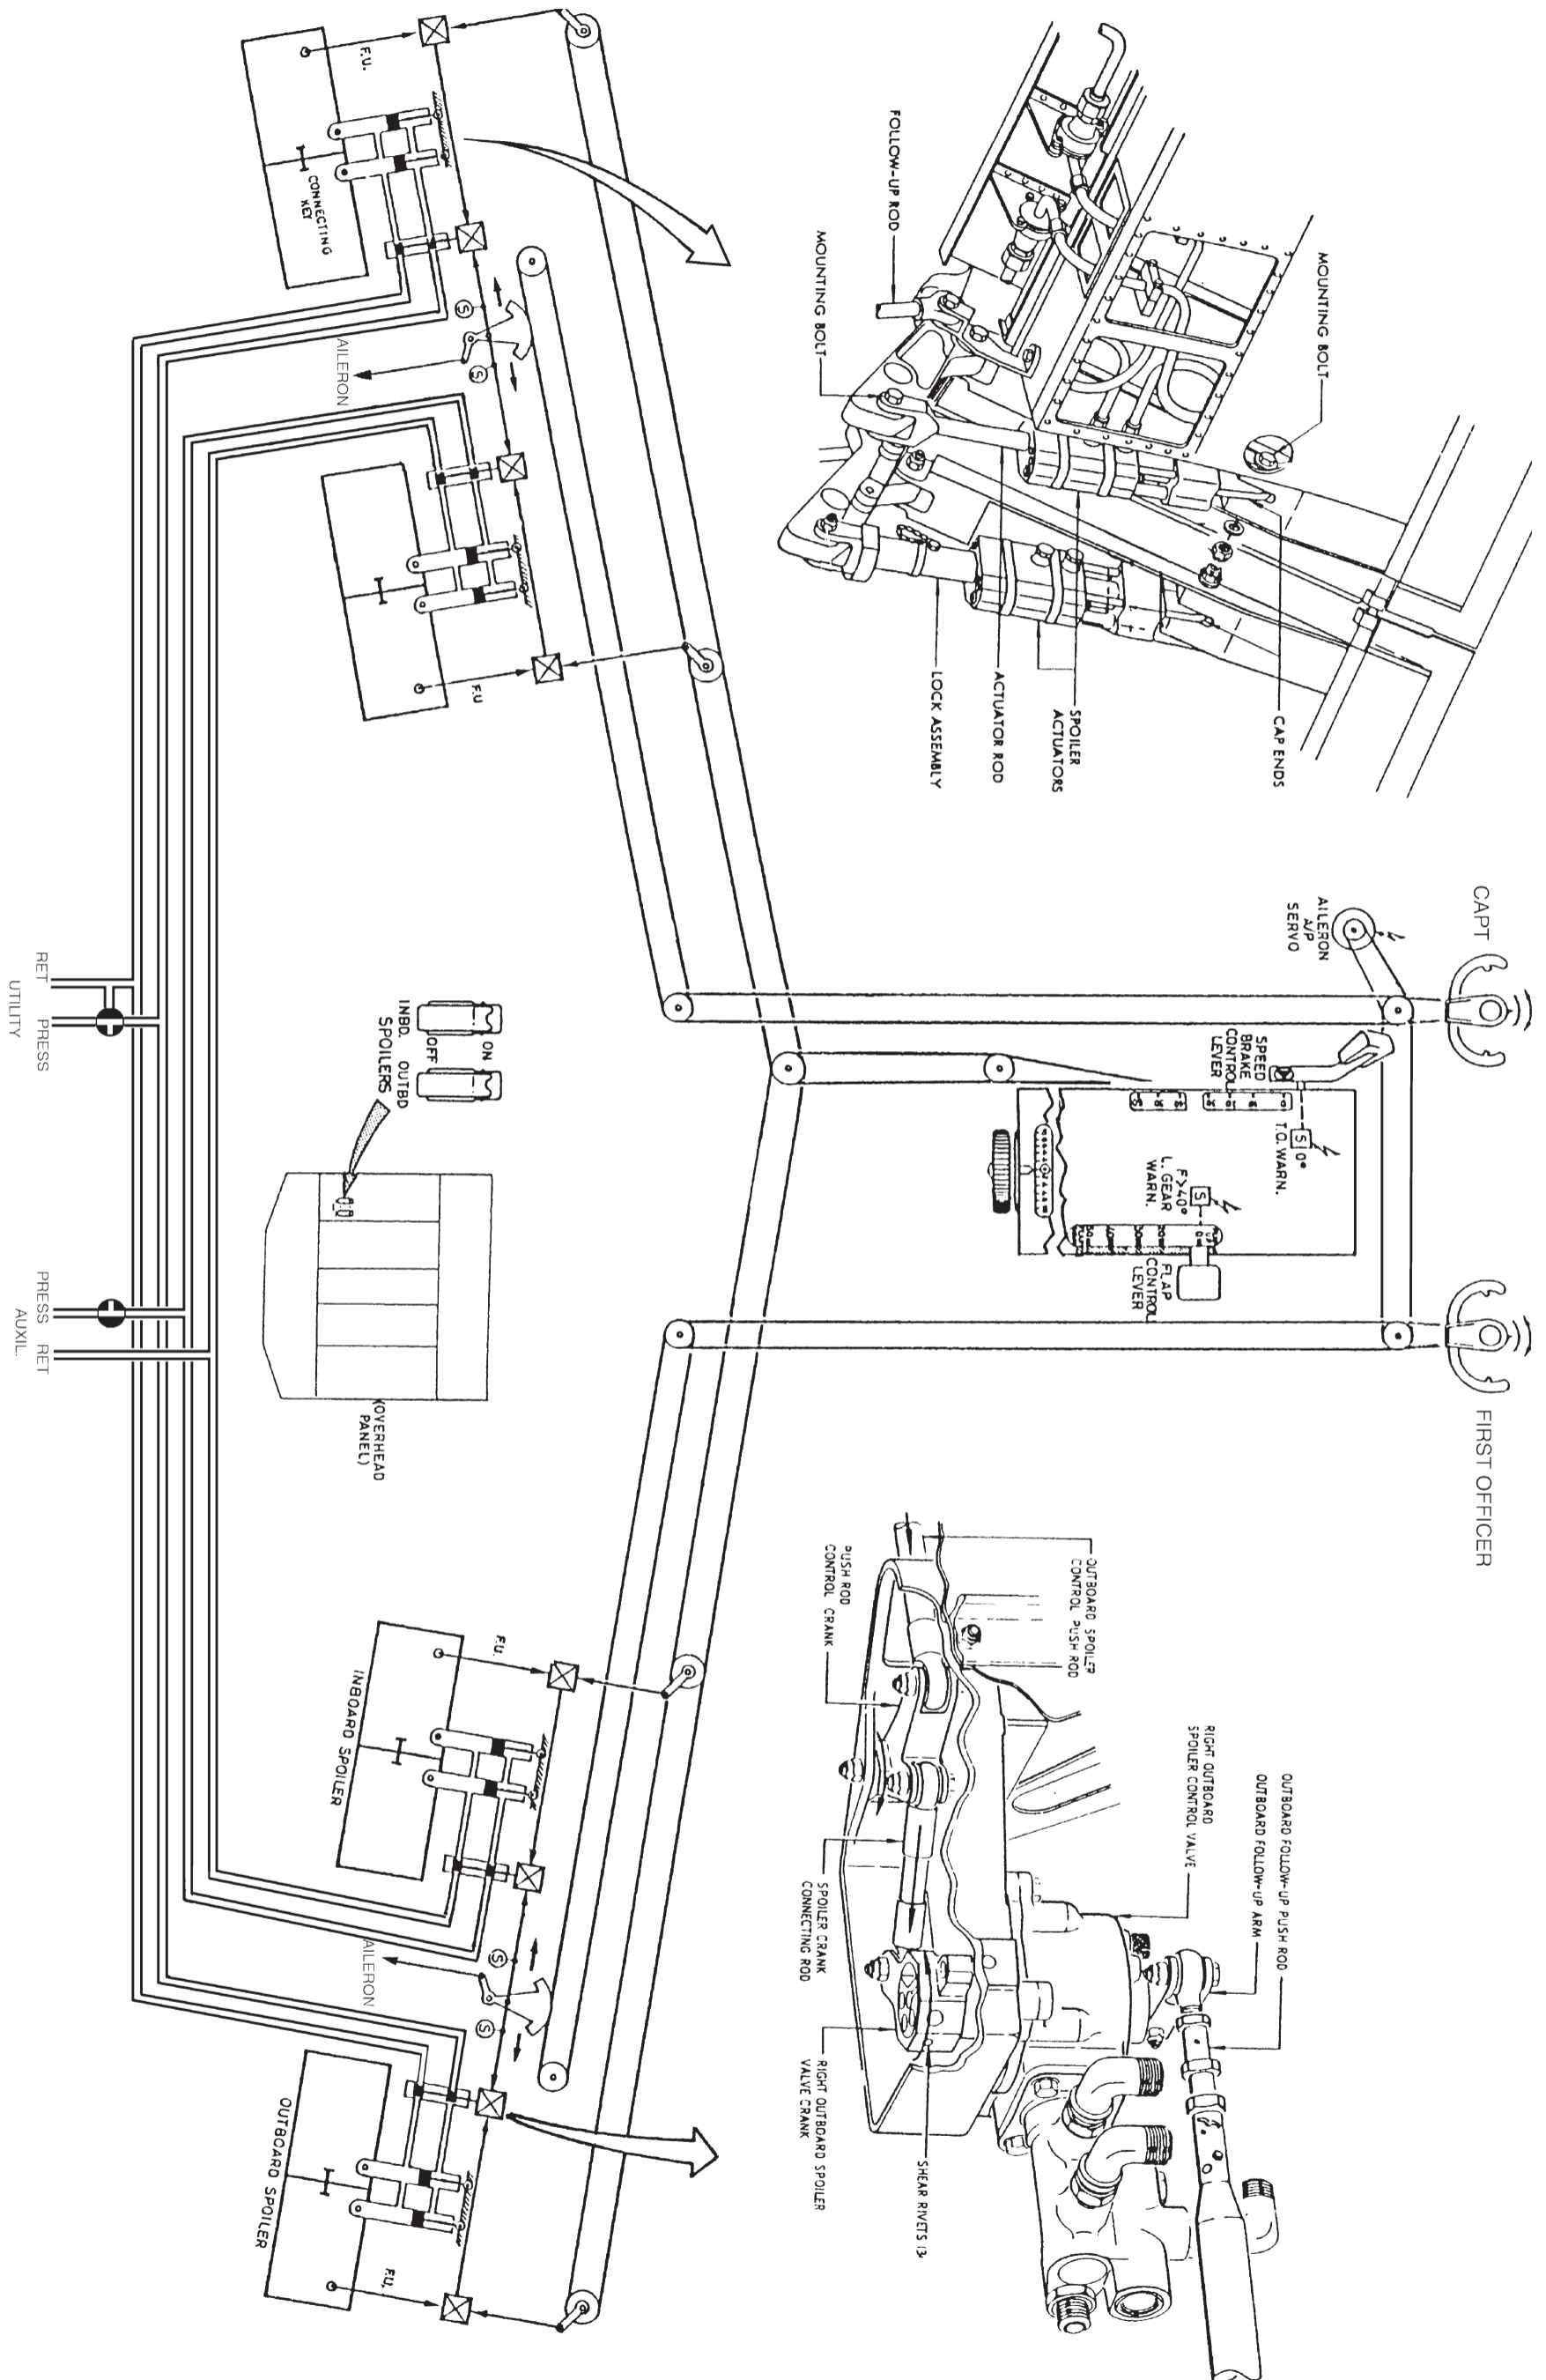 CAPT
FIRST OFFICER
AILERON
A/P
SERVO
SPEED
BRAKE
CONTROL
LEVER
S 0°
T.O. WARN.
S
F>40°
L. GEAR
WARN.
FLAP
CONTROL
LEVER
MOUNTING BOLT
CAP ENDS
SPOILER
ACTUATORS
ACTUATOR ROD
LOCK ASSEMBLY
FOLLOW-UP ROD
MOUNTING BOLT
OUTBOARD FOLLOW-UP PUSH ROD
OUTBOARD FOLLOW-UP ARM
RIGHT OUTBOARD
SPOILER CONTROL VALVE
OUTBOARD SPOILER
CONTROL PUSH ROD
PUSH ROD
CONTROL CRANK
SPOILER CRANK
CONNECTING ROD
RIGHT OUTBOARD SPOILER
VALVE CRANK
SHEAR RIVETS (3
F.U.
CONNECTING
KEY
S
S
AILERON
F.U
ON
OFF
INBD. OUTBD
SPOILERS
(OVERHEAD
PANEL)
F.U.
INBOARD SPOILER
S
S
AILERON
OUTBOARD SPOILER
F.U.
RET PRESS
UTILITY
PRESS RET
AUXIL.